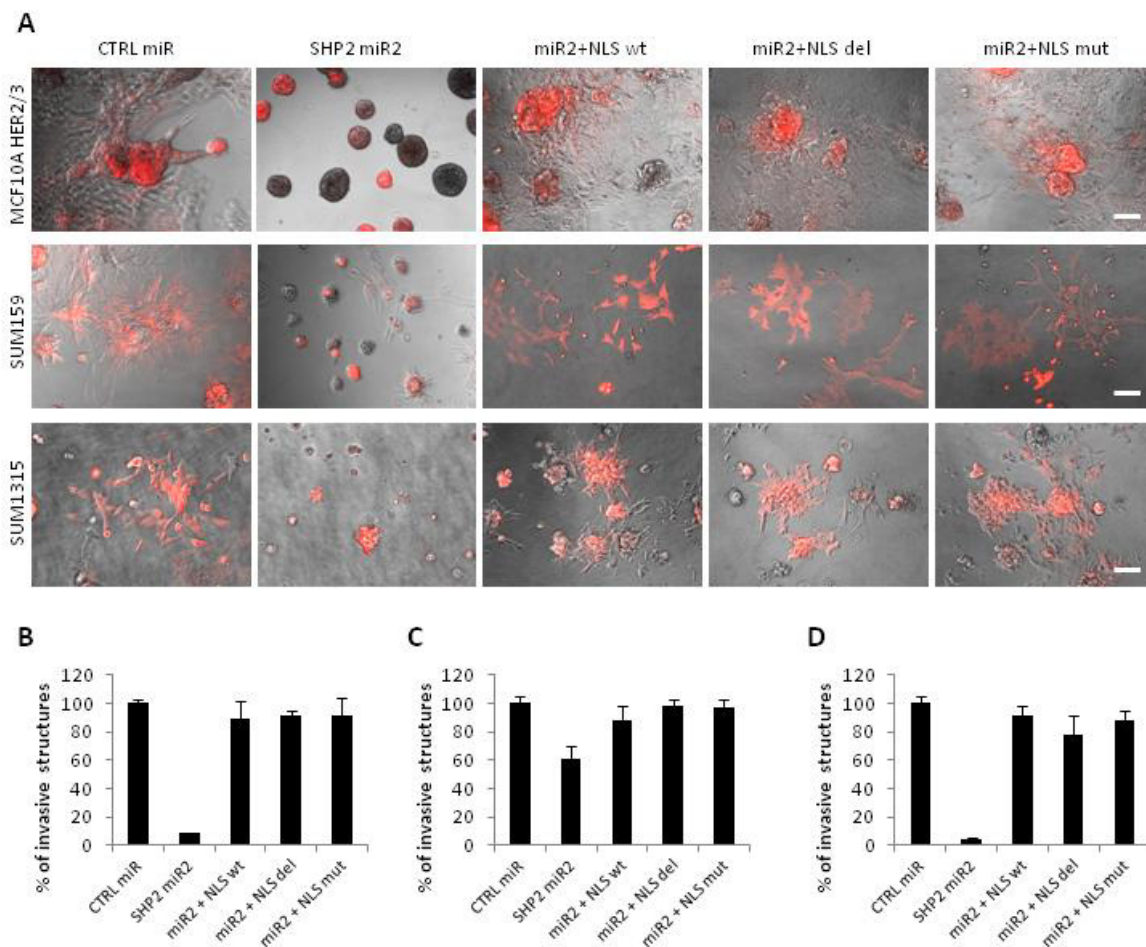 A
CTRL miR SHP2 miR2 miR2+NLS wt miR2+NLS del miR2+NLS mut
MCF10A HER2/3
SUM159
SUM1315
B
% of invasive structures
120
100
80
60
40
20
0
CTRL miR
SHP2 miR2
miR2 + NLS wt
miR2 + NLS del
miR2 + NLS mut
C
% of invasive structures
120
100
80
60
40
20
0
CTRL miR
SHP2 miR2
miR2 + NLS wt
miR2 + NLS del
miR2 + NLS mut
D
% of invasive structures
120
100
80
60
40
20
0
CTRL miR
SHP2 miR2
miR2 + NLS wt
miR2 + NLS del
miR2 + NLS mut